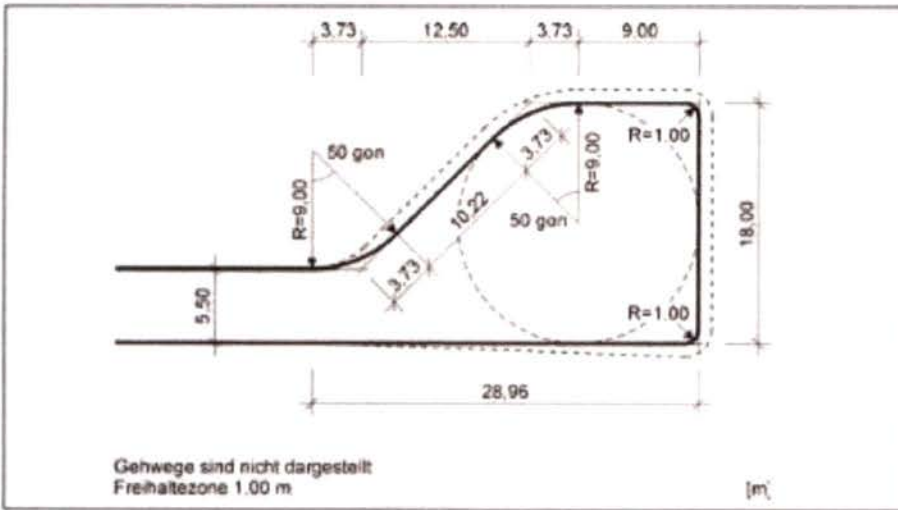 3.73 12.50 3.73 9.00
R=1.00
50 gon
3.73
R=9.00
R=9.00
10.22
50 gon
18.00
3.73
R=1.00
5.50
28,96
Gehwege sind nicht dargestellt
Freihaltezone 1.00 m
[m]